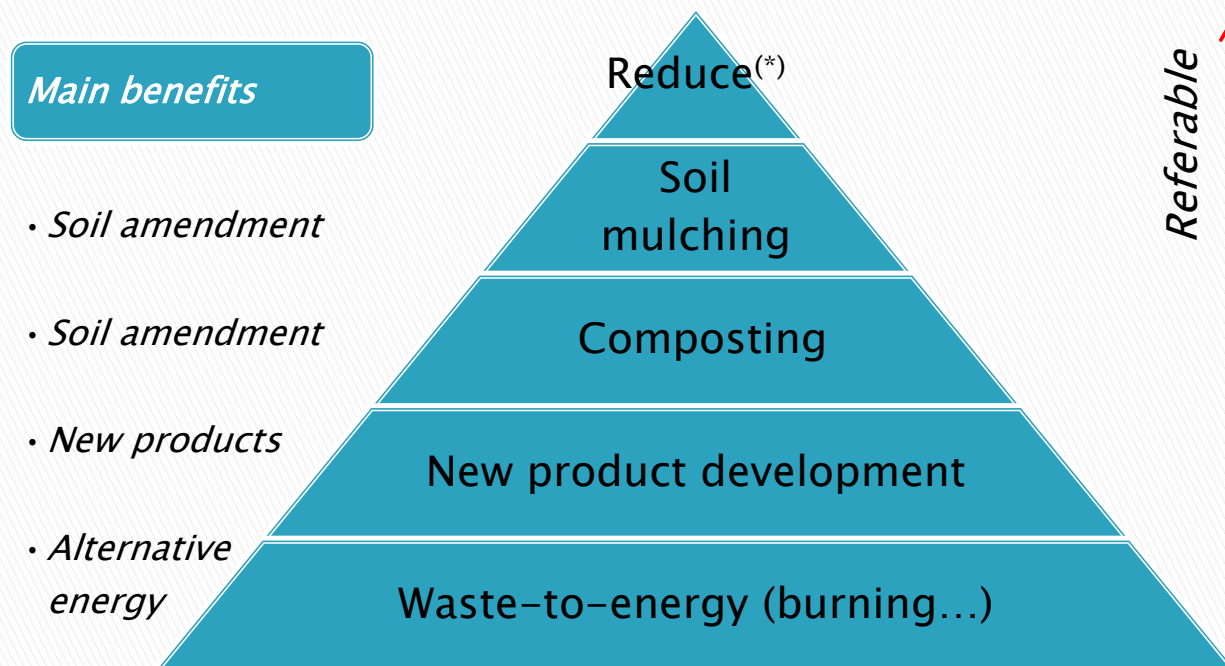 Main benefits
Reduce(*)
Referable
Soil
mulching
• Soil amendment
Composting
• Soil amendment
New product development
• New products
Waste-to-energy (burning...)
• Alternative
energy